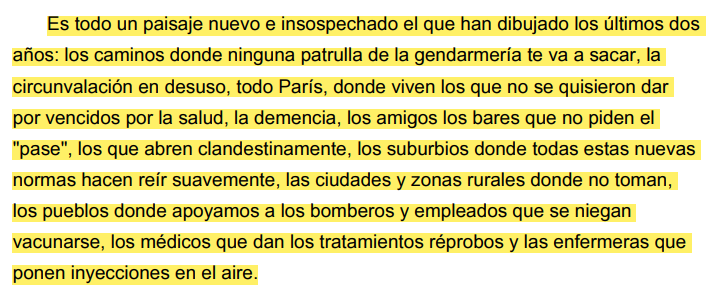 Es todo un paisaje nuevo e insospechado el que han dibujado los últimos dos
años: los caminos donde ninguna patrulla de la gendarmería te va a sacar, la
circunvalación en desuso, todo París, donde viven los que no se quisieron dar
por vencidos por la salud, la demencia, los amigos los bares que no piden el
"pase", los que abren clandestinamente, los suburbios donde todas estas nuevas
normas hacen reír suavemente, las ciudades y zonas rurales donde no toman,
los pueblos donde apoyamos a los bomberos y empleados que se niegan
vacunarse, los médicos que dan los tratamientos réprobos y las enfermeras que
ponen inyecciones en el aire.